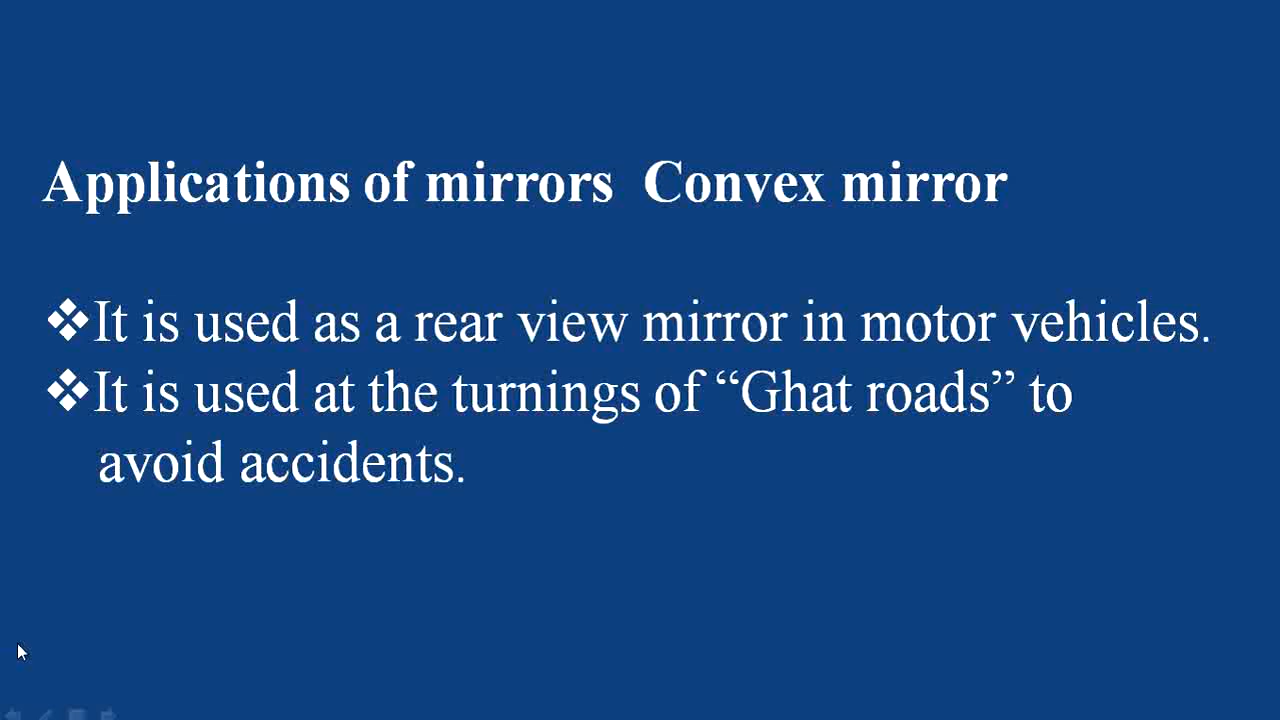 Applications of mirrors  Convex mirror
❖It is used as a rear view mirror in motor vehicles.
❖It is used at the turnings of “Ghat roads” to
avoid accidents.